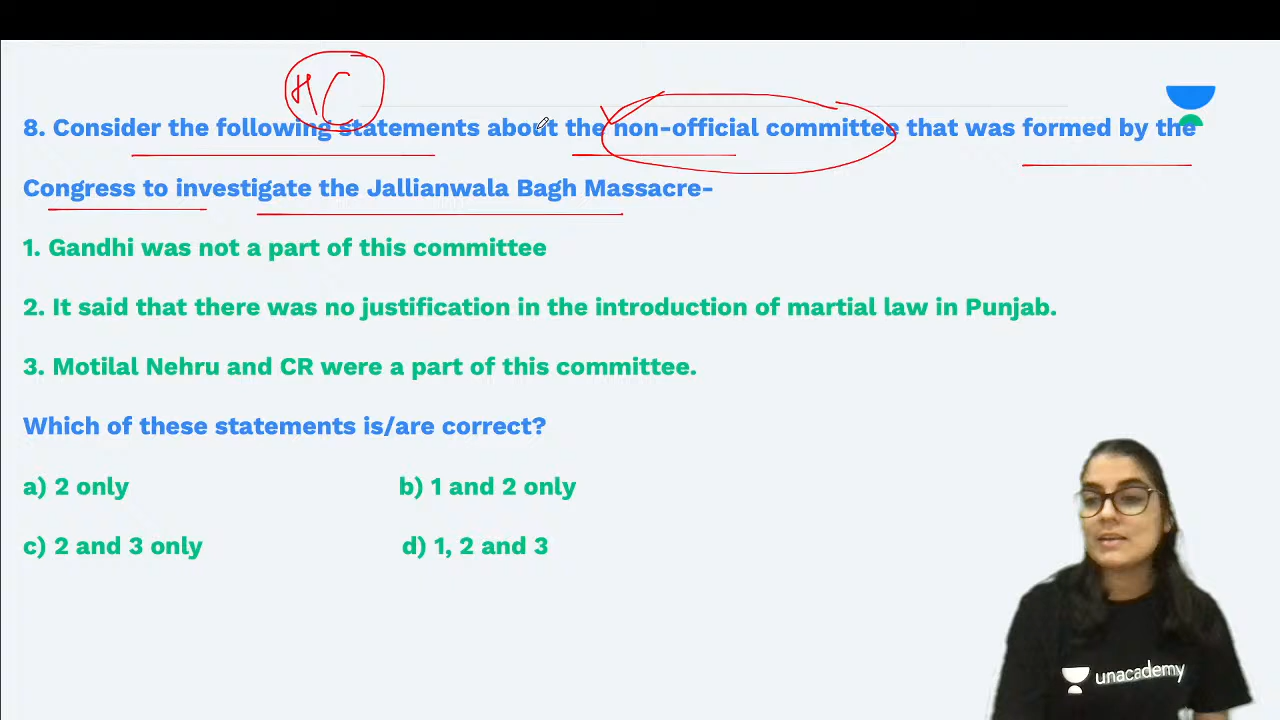 HC
8. Consider the following statements about the non-official committee that was formed by the
Congress to investigate the Jallianwala Bagh Massacre-
1. Gandhi was not a part of this committee
2. It said that there was no justification in the introduction of martial law in Punjab.
3. Motilal Nehru and CR were a part of this committee.
Which of these statements is/are correct?
a) 2 only b) 1 and 2 only
c) 2 and 3 only d) 1, 2 and 3
unacademy